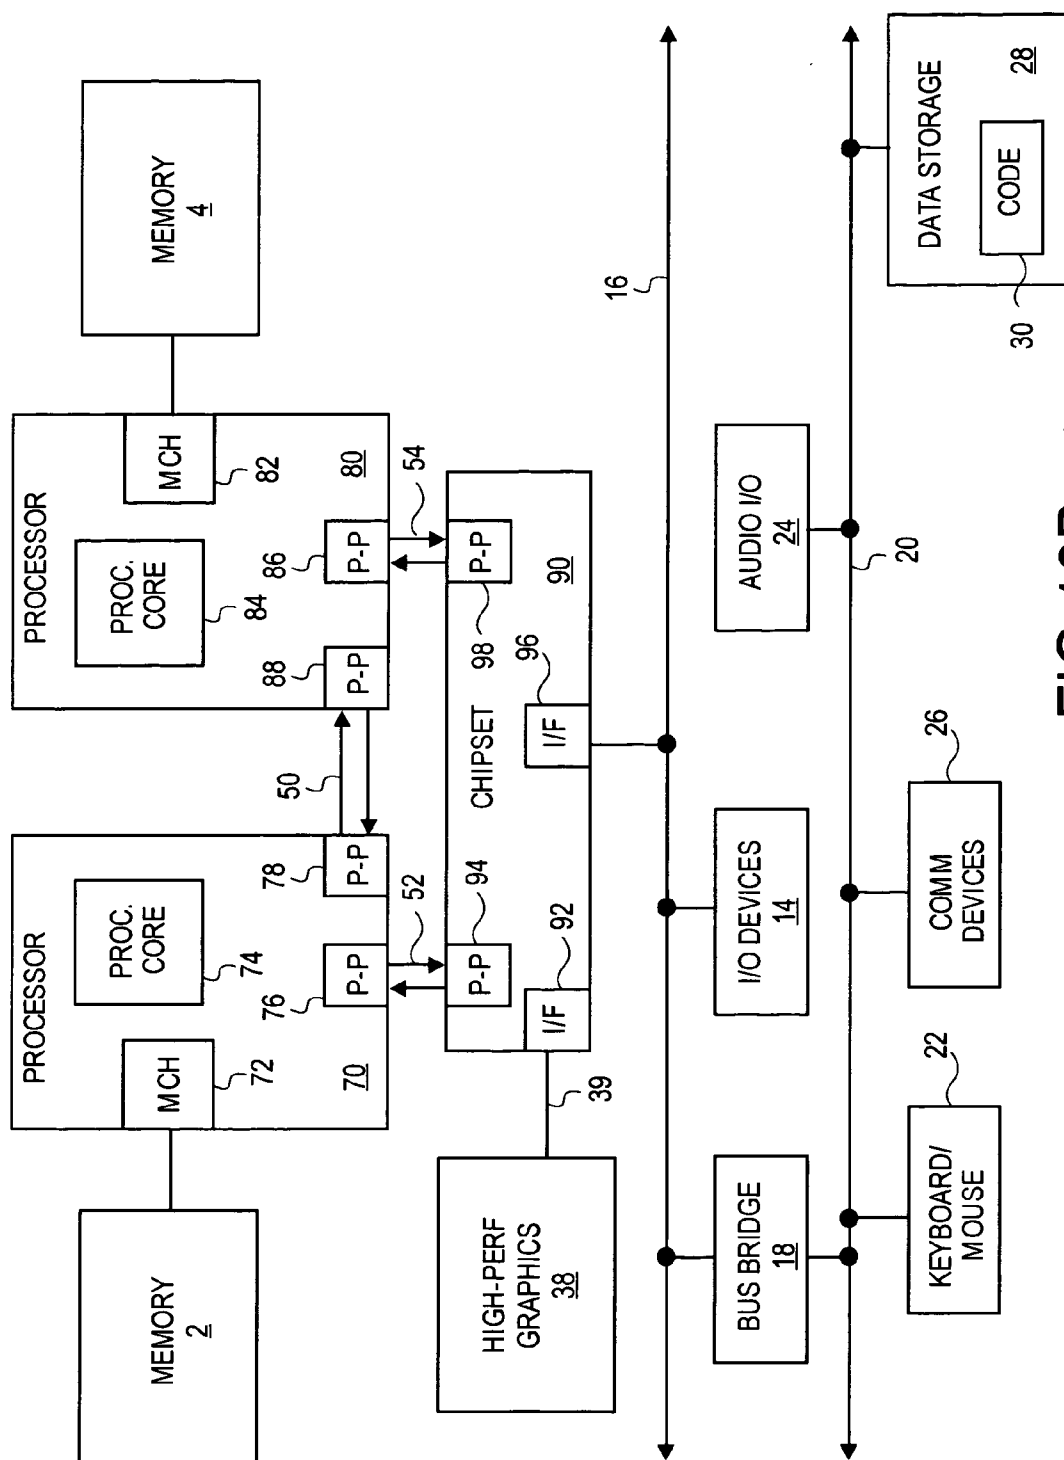 PROCESSOR
PROCESSOR
MEMORY
2
MCH
72
PROC.
CORE
74
76
P-P
78
P-P
70
50
88
P-P
PROC.
CORE
84
86
P-P
MCH
82
80
MEMORY
4
52
54
HIGH-PERF
GRAPHICS
38
39
I/F
92
P-P
94
CHIPSET
I/F
96
P-P
98
90
16
BUS BRIDGE
18
I/O DEVICES
14
AUDIO I/O
24
20
KEYBOARD/
MOUSE
22
COMM
DEVICES
26
DATA STORAGE
CODE
30
28